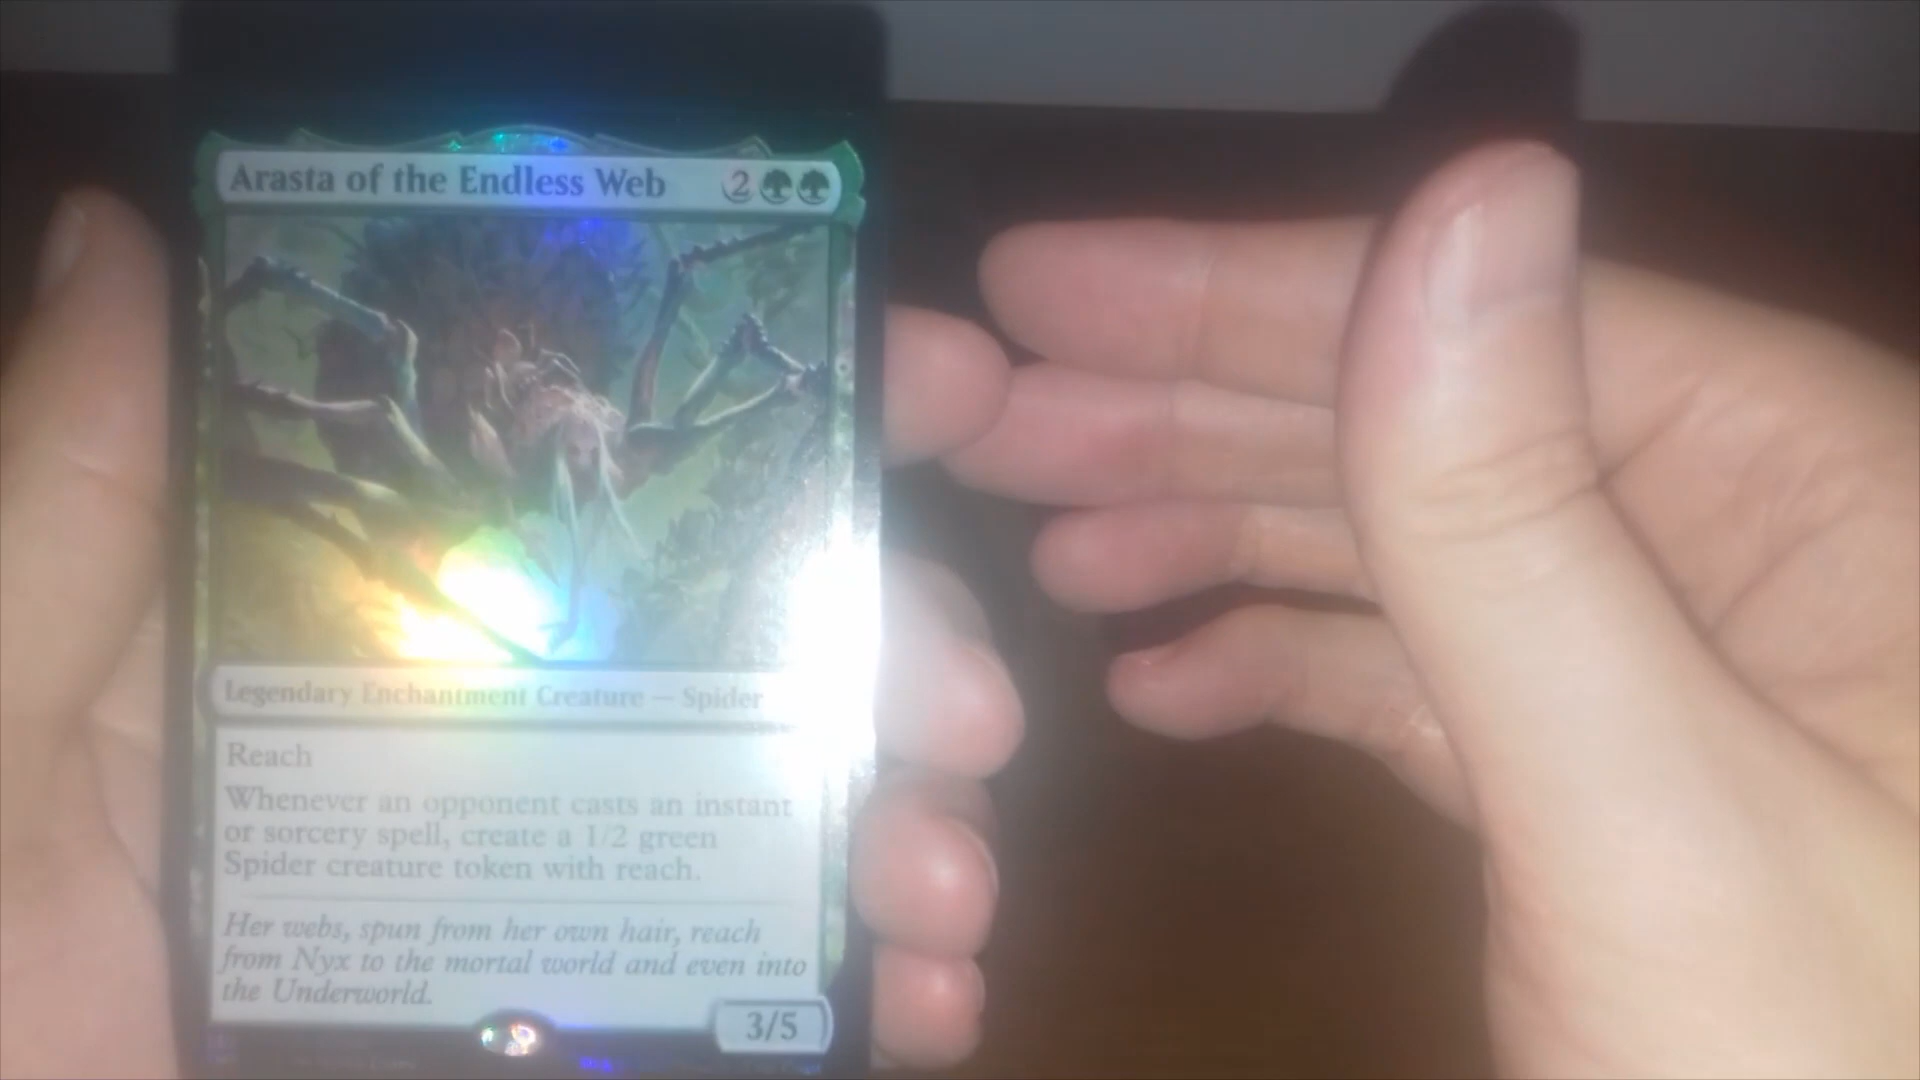 Arasta of the Endless Web 2
Legendary Enchantment Creature — Spider
Reach
Whenever an opponent casts an instant
or sorcery spell, create a 1/2 green
Spider creature token with reach.
Her webs, spun from her own hair, reach
from Nyx to the mortal world and even into
the Underworld.
3/5